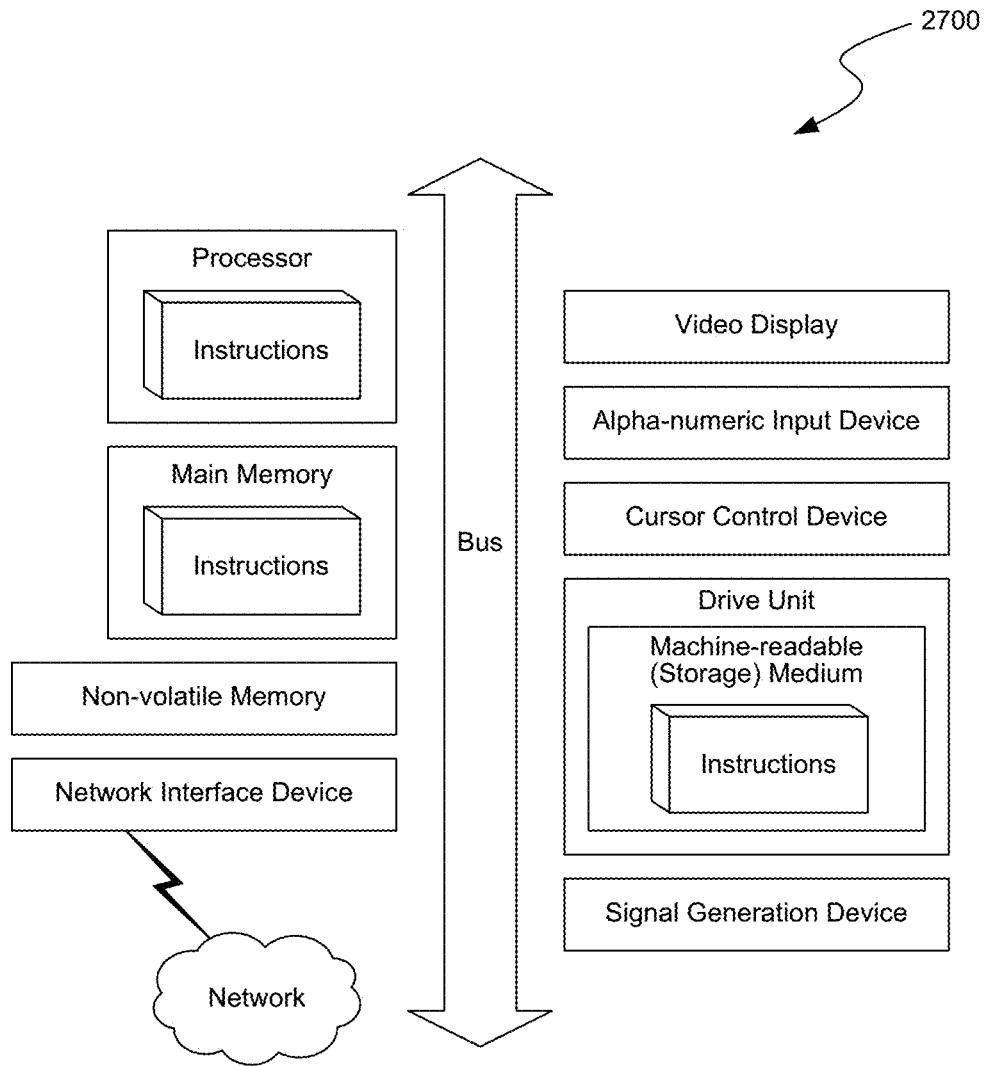 2700
Processor
Instructions
Main Memory
Instructions
Non-volatile Memory
Network Interface Device
Network
Bus
Video Display
Alpha-numeric Input Device
Cursor Control Device
Drive Unit
Machine-readable
(Storage) Medium
Instructions
Signal Generation Device